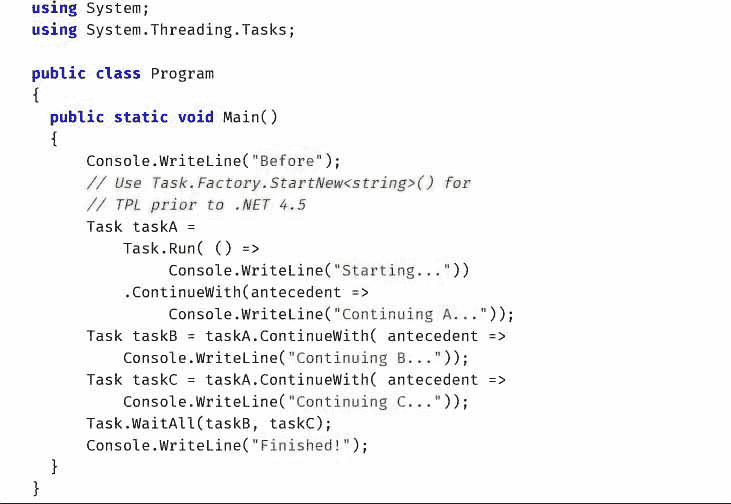 using System;
using System.Threading.Tasks;

public class Program
{
  public static void Main()
  {
      Console.WriteLine("Before");
      // Use Task.Factory.StartNew<string>() for
      // TPL prior to .NET 4.5
      Task taskA =
          Task.Run( () =>
               Console.WriteLine("Starting..."))
          .ContinueWith(antecedent =>
               Console.WriteLine("Continuing A..."));
      Task taskB = taskA.ContinueWith( antecedent =>
          Console.WriteLine("Continuing B..."));
      Task taskC = taskA.ContinueWith( antecedent =>
          Console.WriteLine("Continuing C..."));
      Task.WaitAll(taskB, taskC);
      Console.WriteLine("Finished!");
  }
}